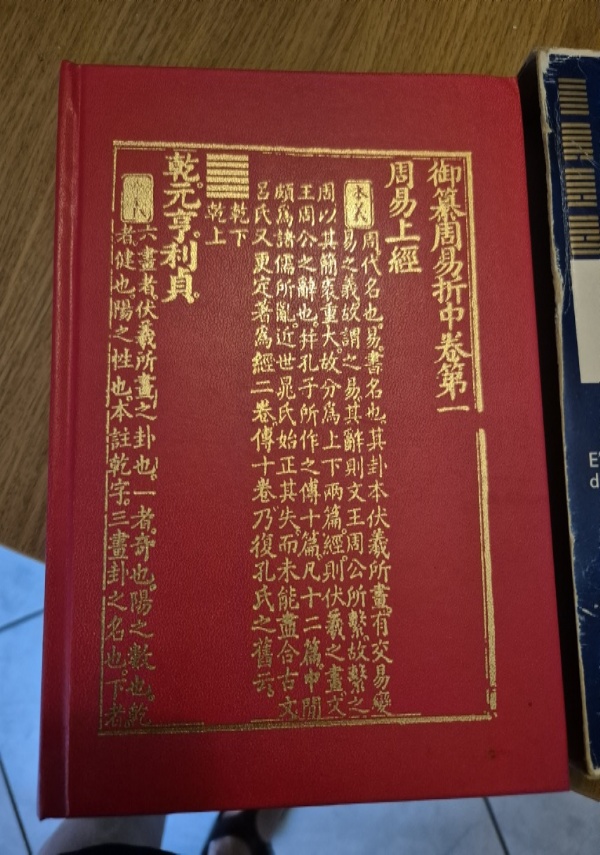 御纂周易折中卷第一
周易上經
本義 周代名也。易書名也。其卦本伏羲所畫。有交易變
易之義。故謂之易。其辭則文王周公所繫。故繫之
周。以其簡袠重大。故分爲上下兩篇。經則伏羲之畫。文
王周公之辭也。并孔子所作之傳十篇。凡十二篇。中間
頗爲諸儒所亂。近世晁氏始正其失。而未能盡合古文
呂氏又更定著爲經二卷。傳十卷。乃復孔氏之舊云。
乾下
乾上
乾。元亨。利貞。
本義 六畫者。伏羲所畫之卦也。一者。奇也。陽之數也。乾
者。健也。陽之性也。本註乾字。三畫卦之名也。下者